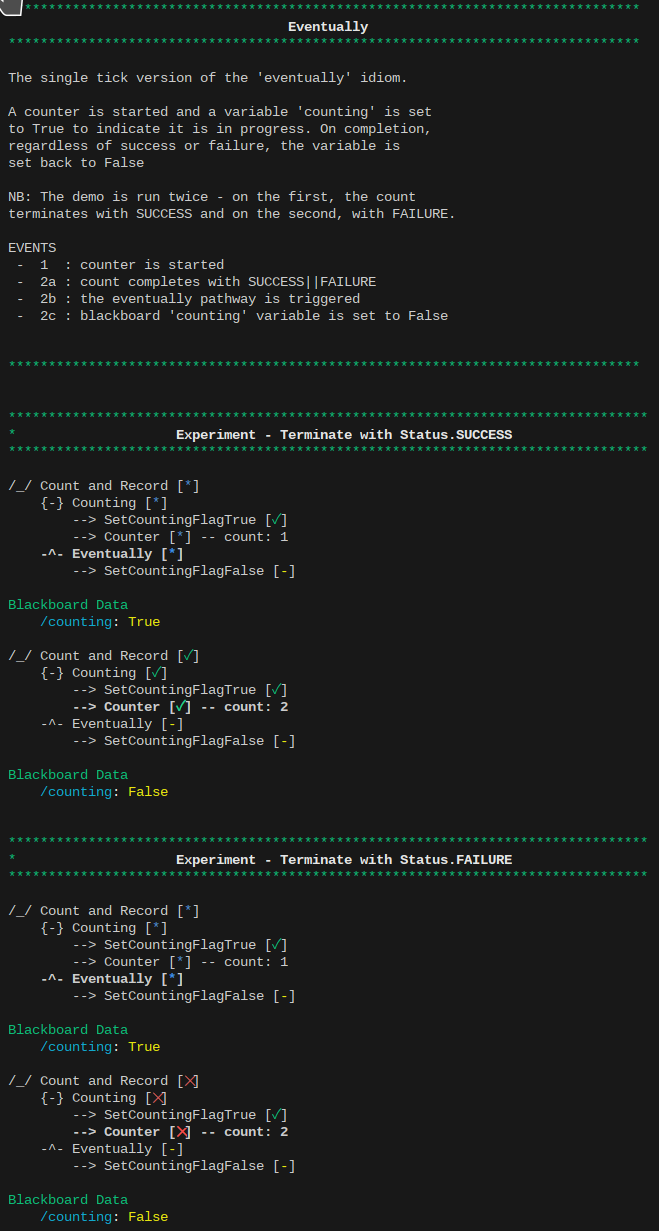 *******************************************************************************
Eventually
*******************************************************************************
The single tick version of the 'eventually' idiom.
A counter is started and a variable 'counting' is set
to True to indicate it is in progress. On completion,
regardless of success or failure, the variable is
set back to False
NB: The demo is run twice - on the first, the count
terminates with SUCCESS and on the second, with FAILURE.
EVENTS
 -  1  : counter is started
 -  2a : count completes with SUCCESS||FAILURE
 -  2b : the eventually pathway is triggered
 -  2c : blackboard 'counting' variable is set to False
*******************************************************************************
********************************************************************************
*                    Experiment - Terminate with Status.SUCCESS
********************************************************************************
/_/ Count and Record [*]
    {-} Counting [*]
        --> SetCountingFlagTrue [✓]
        --> Counter [*] -- count: 1
    -^- Eventually [*]
        --> SetCountingFlagFalse [-]
Blackboard Data
    /counting: True
/_/ Count and Record [✓]
    {-} Counting [✓]
        --> SetCountingFlagTrue [✓]
        --> Counter [✓] -- count: 2
    -^- Eventually [-]
        --> SetCountingFlagFalse [-]
Blackboard Data
    /counting: False
********************************************************************************
*                    Experiment - Terminate with Status.FAILURE
********************************************************************************
/_/ Count and Record [*]
    {-} Counting [*]
        --> SetCountingFlagTrue [✓]
        --> Counter [*] -- count: 1
    -^- Eventually [*]
        --> SetCountingFlagFalse [-]
Blackboard Data
    /counting: True
/_/ Count and Record [✕]
    {-} Counting [✕]
        --> SetCountingFlagTrue [✓]
        --> Counter [✕] -- count: 2
    -^- Eventually [-]
        --> SetCountingFlagFalse [-]
Blackboard Data
    /counting: False